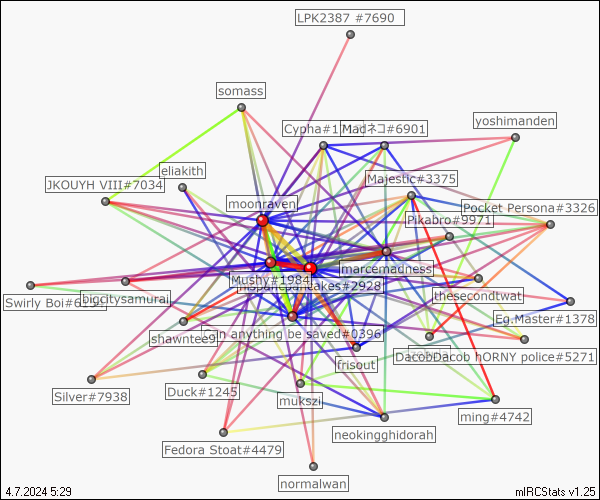 LPK2387 #7690
somass
Cypha#1
Madネコ#6901
yoshimanden
eliakith
JKOUYH VIII#7034
Majestic#3375
moonraven
Pocket Persona#3326
Pikabro#9971
marcemadness
Mushy#1984
cakes#2928
thesecondtwat
Swirly Boi#6
bigcitysamurai
Eg.Master#1378
shawntee9
can anything be saved#0396
frisout
DacobDacob
hORNY police#5271
Silver#7938
Duck#1245
mukszi
ming#4742
neokingghidorah
Fedora Stoat#4479
normalwan
4.7.2024 5:29
mIRCStats v1.25